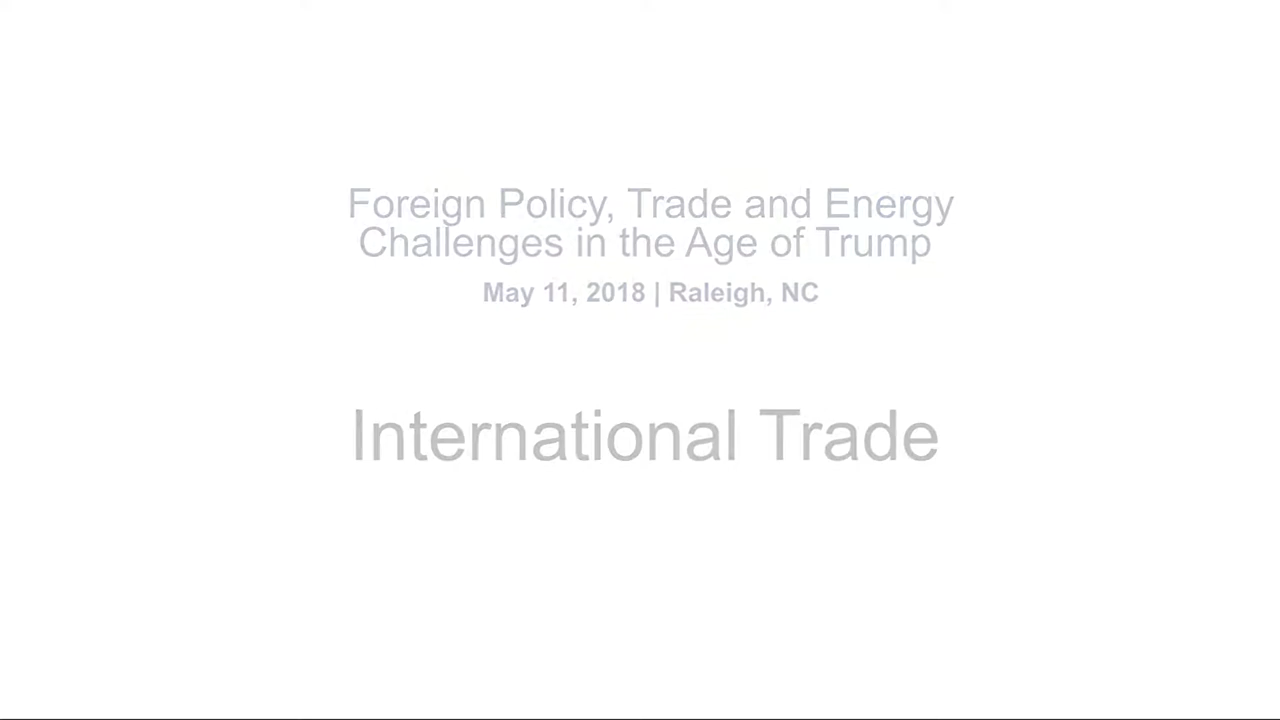 Foreign Policy, Trade and Energy
Challenges in the Age of Trump
May 11, 2018 | Raleigh, NC
International Trade